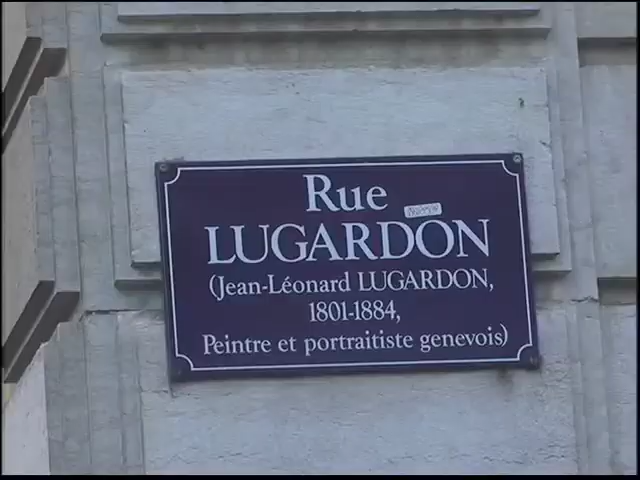 Rue
LUGARDON
(Jean-Léonard LUGARDON,
1801-1884,
Peintre et portraitiste genevois)